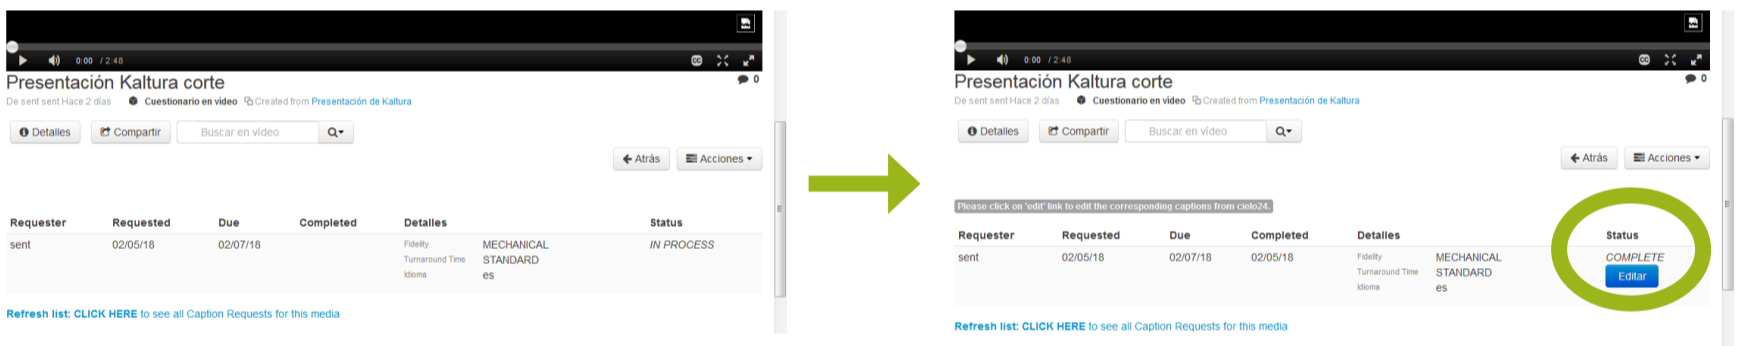 0:00 / 2:48
Presentación Kaltura corte
0
De sent sent Hace 2 días Cuestionario en video Created from Presentación de Kaltura
Detalles Compartir Buscar en vídeo
Atrás Acciones
Requester Requested Due Completed Detalles Status
sent 02/05/18 02/07/18 Fidelity MECHANICAL IN PROCESS
Turnaround Time STANDARD
Idioma es
Refresh list: CLICK HERE to see all Caption Requests for this media
0:00 / 2:48
Presentación Kaltura corte
0
De sent sent Hace 2 días Cuestionario en video Created from Presentación de Kaltura
Detalles Compartir Buscar en vídeo
Atrás Acciones
Please click on 'edit' link to edit the corresponding captions from cielo24.
Requester Requested Due Completed Detalles Status
sent 02/05/18 02/07/18 02/05/18 Fidelity MECHANICAL COMPLETE
Turnaround Time STANDARD Editar
Idioma es
Refresh list: CLICK HERE to see all Caption Requests for this media